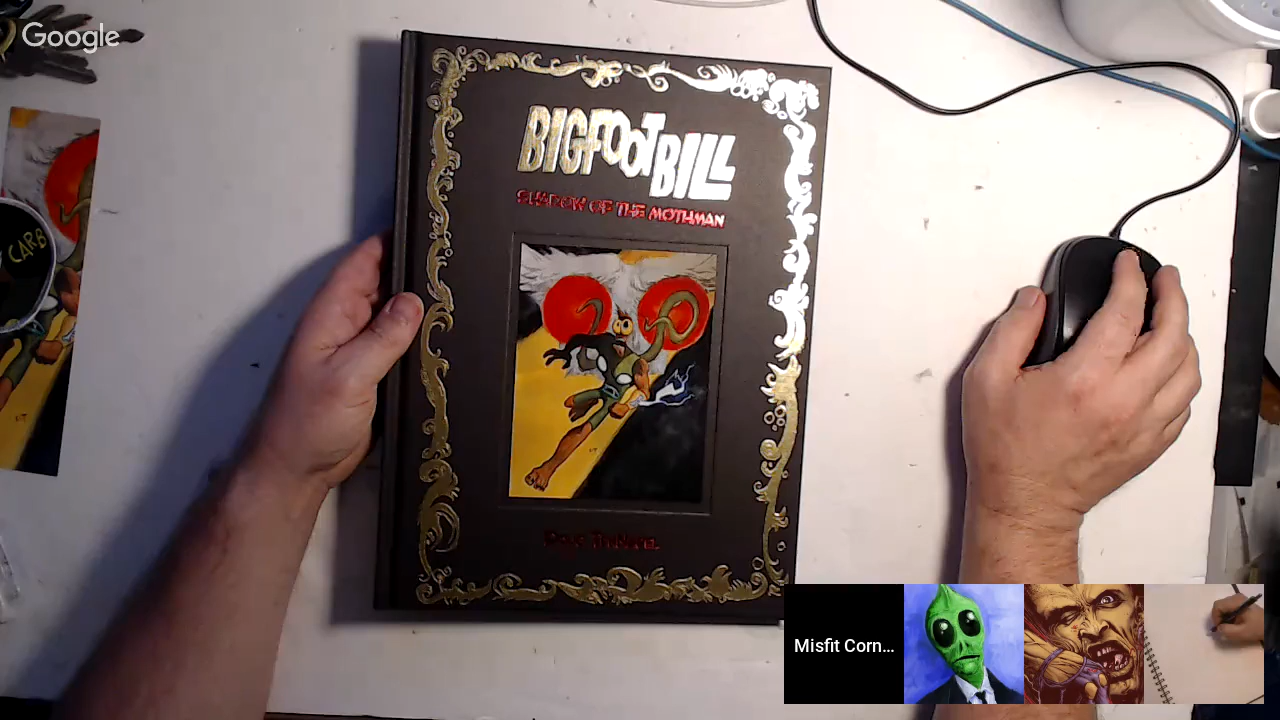 Google
BIGFOOT BILL
SHADOW OF THE MOTHMAN
CARB
Misfit Corn...